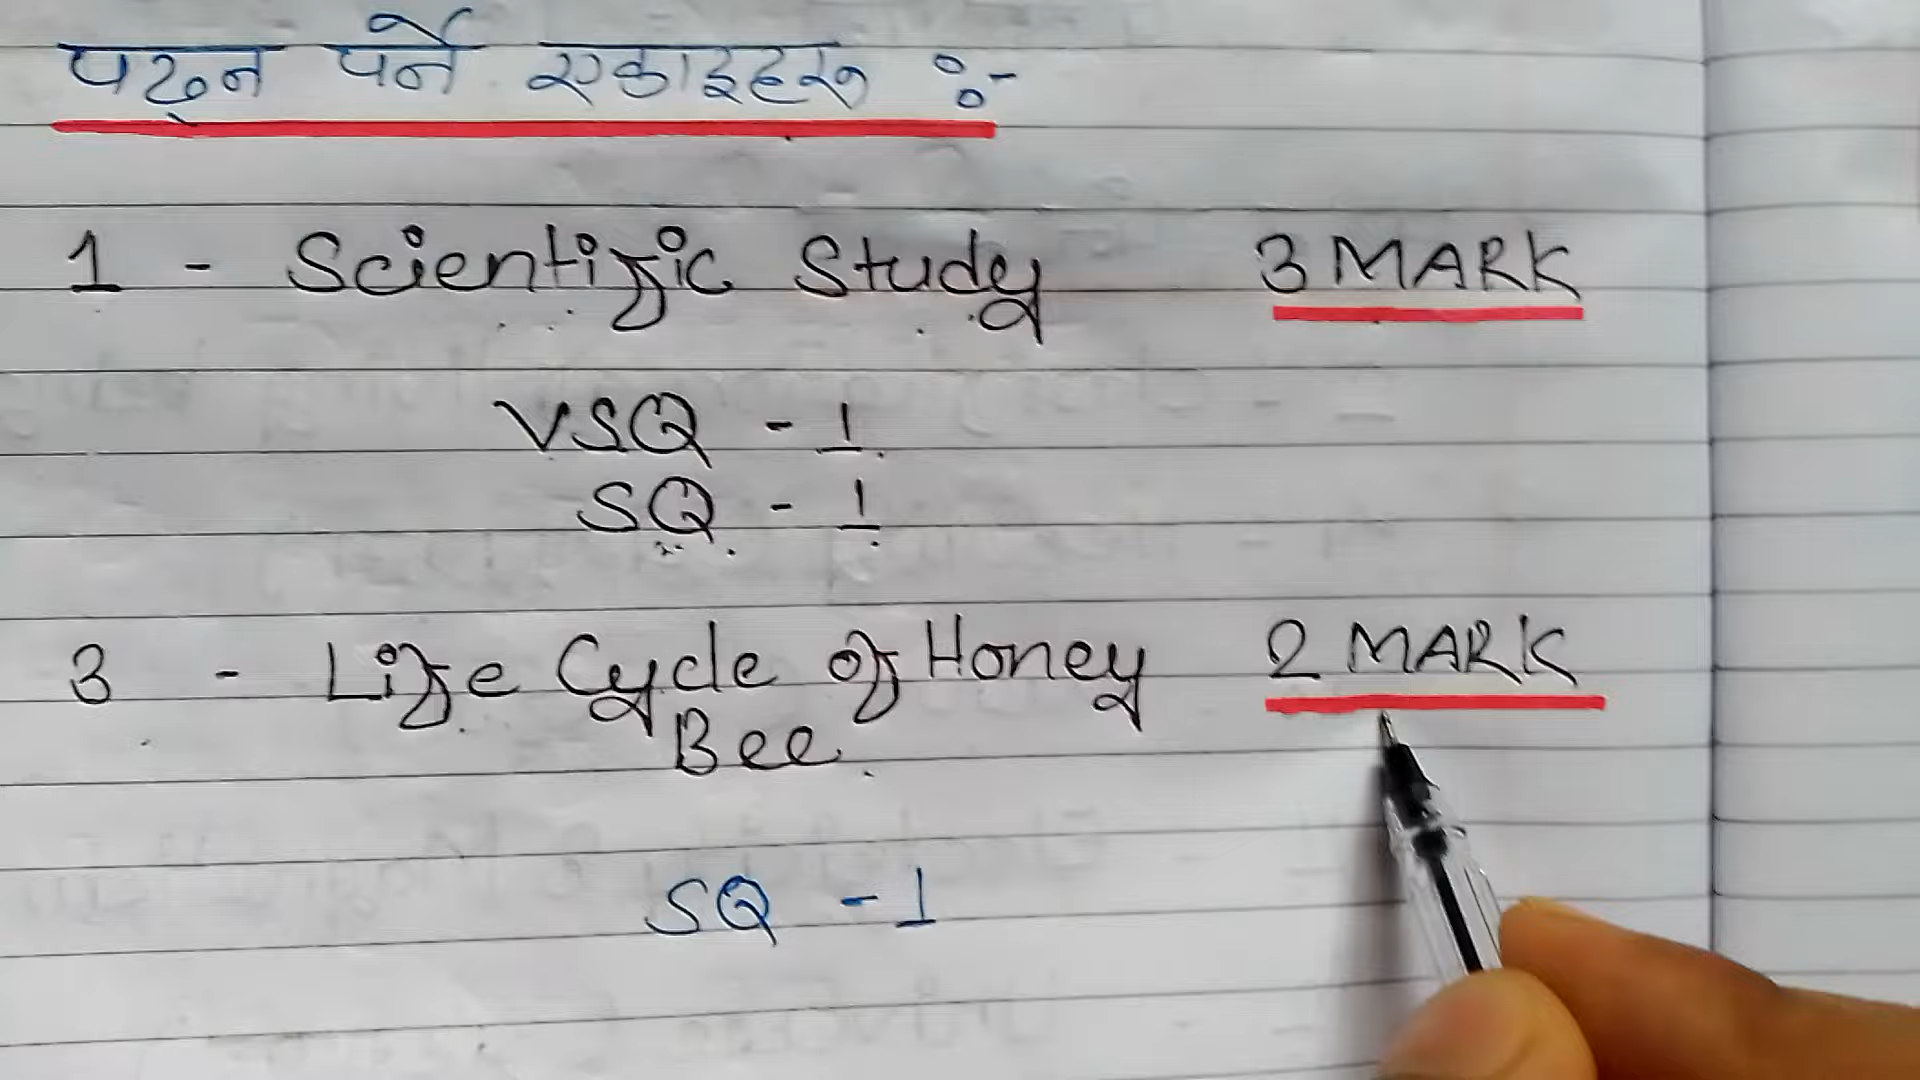 पढ्न पर्ने एकाइहरू :-
1 - Scientific Study 3 MARK
VSQ - 1
SQ - 1
3 - Life Cycle of Honey 2 MARK
Bee
SQ - 1